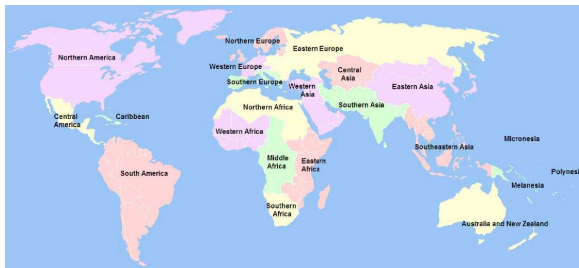 Northern Europe
Eastern Europe
Northern America
Western Europe
Central
Asia
Southern Europe
Western
Asia
Eastern Asia
Northern Africa
Southern Asia
Central
America
Caribbean
Western Africa
Micronesia
Southeastern Asia
Middle
Africa
Eastern
Africa
South America
Polynesi
Melanesia
Southern
Africa
Australia and New Zealand